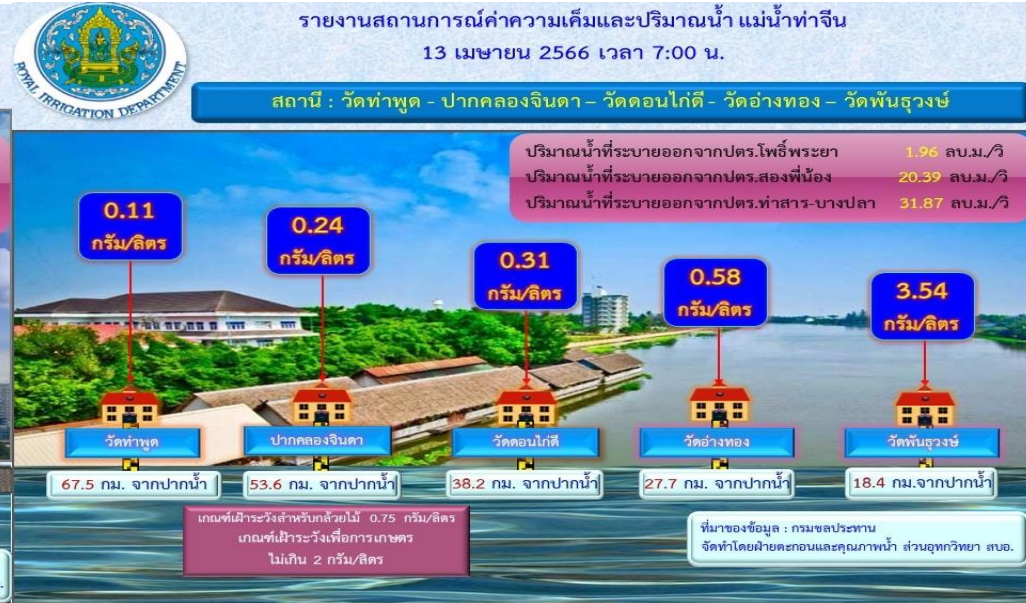 รายงานสถานการณ์ค่าความเค็มและปริมาณน้ำ แม่น้ำท่าจีน
13 เมษายน 2566 เวลา 7:00 น.
ROYAL IRRIGATION DEPARTMENT
สถานี : วัดท่าพูด - ปากคลองจินดา – วัดดอนไก่ดี - วัดอ่างทอง – วัดพันธุวงษ์
ปริมาณน้ำที่ระบายออกจากปตร.โพธิ์พระยา 1.96 ลบ.ม./วิ
ปริมาณน้ำที่ระบายออกจากปตร.สองพี่น้อง 20.39 ลบ.ม./วิ
ปริมาณน้ำที่ระบายออกจากปตร.ท่าสาร-บางปลา 31.87 ลบ.ม./วิ
0.11
กรัม/ลิตร
0.24
กรัม/ลิตร
0.31
กรัม/ลิตร
0.58
กรัม/ลิตร
3.54
กรัม/ลิตร
วัดท่าพูด
ปากคลองจินดา
วัดดอนไก่ดี
วัดอ่างทอง
วัดพันธุวงษ์
67.5 กม. จากปากน้ำ
53.6 กม. จากปากน้ำ
38.2 กม. จากปากน้ำ
27.7 กม. จากปากน้ำ
18.4 กม.จากปากน้ำ
เกณฑ์เฝ้าระวังสำหรับกล้วยไม้ 0.75 กรัม/ลิตร
เกณฑ์เฝ้าระวังเพื่อการเกษตร
ไม่เกิน 2 กรัม/ลิตร
ที่มาของข้อมูล : กรมชลประทาน
จัดทำโดยฝ่ายตะกอนและคุณภาพน้ำ ส่วนอุทกวิทยา สบอ.